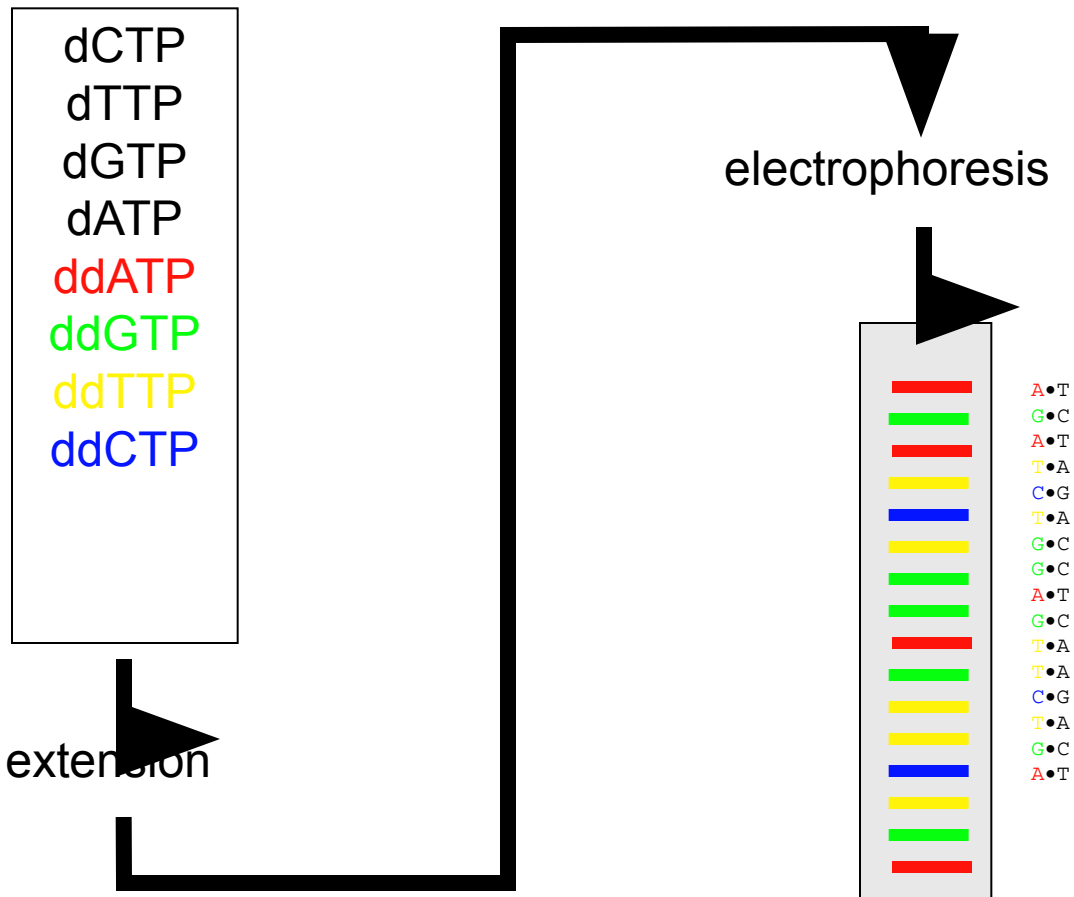 dCTP
dTTP
dGTP
dATP
ddATP
ddGTP
ddTTP
ddCTP
extension
electrophoresis
A•T
G•C
A•T
T•A
C•G
T•A
G•C
G•C
A•T
G•C
T•A
T•A
C•G
T•A
G•C
A•T